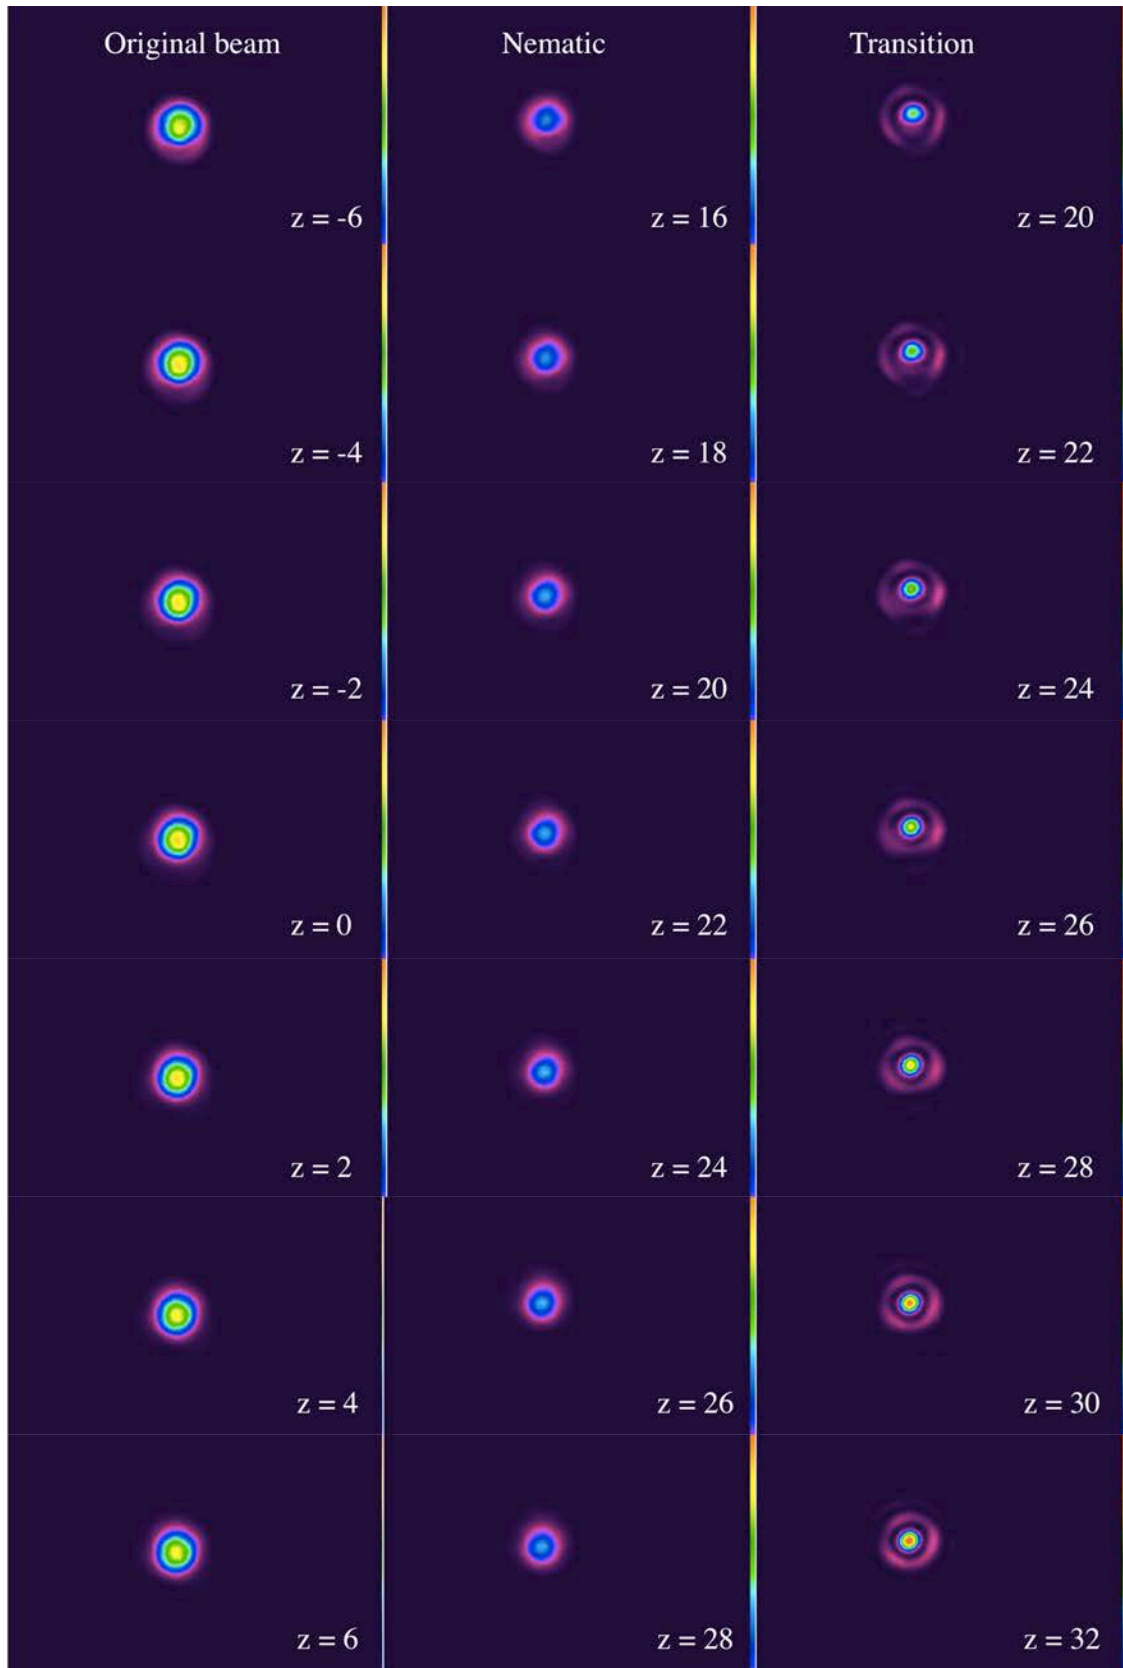 Original beam Nematic Transition
z = -6 z = 16 z = 20
z = -4 z = 18 z = 22
z = -2 z = 20 z = 24
z = 0 z = 22 z = 26
z = 2 z = 24 z = 28
z = 4 z = 26 z = 30
z = 6 z = 28 z = 32